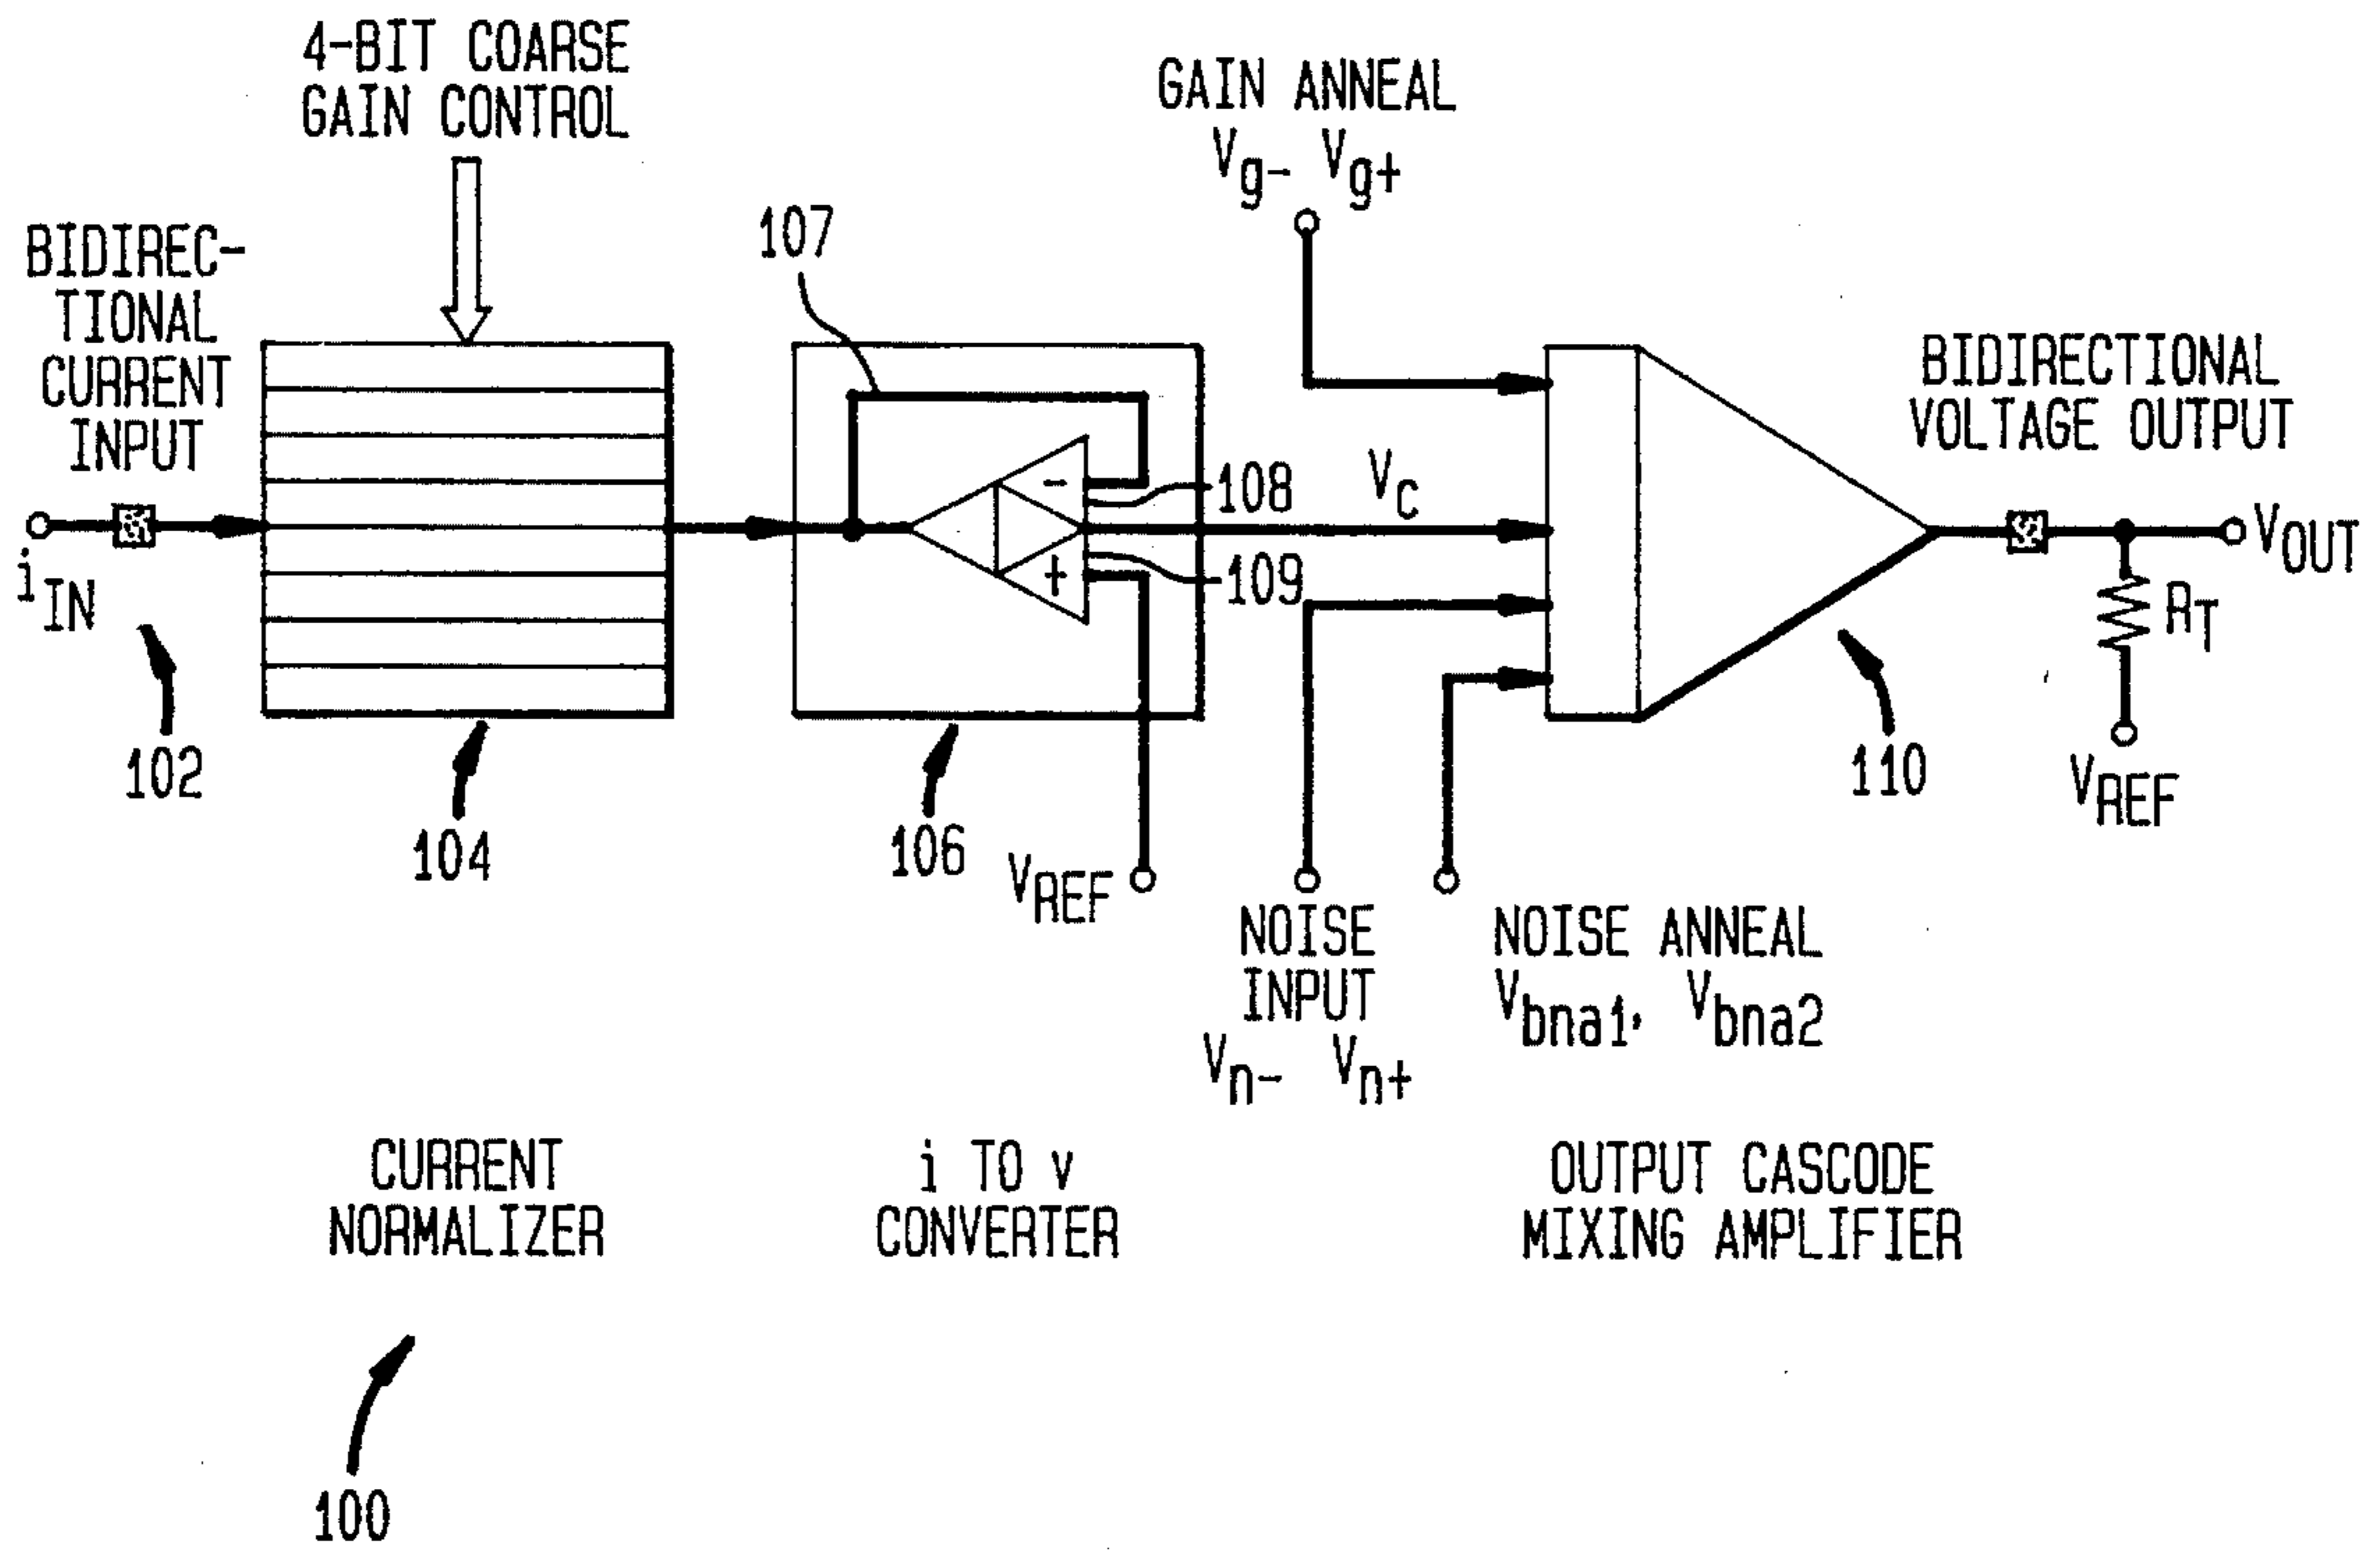 4-BIT COARSE
GAIN CONTROL
GAIN ANNEAL
Vg- Vg+
BIDIREC-
TIONAL
CURRENT
INPUT
107
BIDIRECTIONAL
VOLTAGE OUTPUT
-
108
VC
VOUT
iIN
+
109
RT
102
104
106
VREF
110
VREF
NOISE
INPUT
Vn- Vn+
NOISE ANNEAL
Vbna1, Vbna2
CURRENT
NORMALIZER
i TO v
CONVERTER
OUTPUT CASCODE
MIXING AMPLIFIER
100